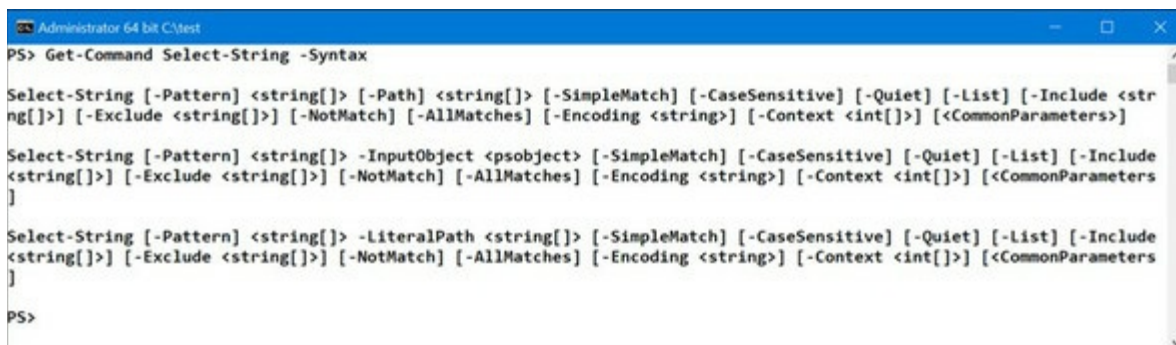 Administrator 64 bit C:\test
PS> Get-Command Select-String -Syntax
Select-String [-Pattern] <string[]> [-Path] <string[]> [-SimpleMatch] [-CaseSensitive] [-Quiet] [-List] [-Include <str
ng[]>] [-Exclude <string[]>] [-NotMatch] [-AllMatches] [-Encoding <string>] [-Context <int[]>] [<CommonParameters>]
Select-String [-Pattern] <string[]> -InputObject <psobject> [-SimpleMatch] [-CaseSensitive] [-Quiet] [-List] [-Include
<string[]>] [-Exclude <string[]>] [-NotMatch] [-AllMatches] [-Encoding <string>] [-Context <int[]>] [<CommonParameters
]
Select-String [-Pattern] <string[]> -LiteralPath <string[]> [-SimpleMatch] [-CaseSensitive] [-Quiet] [-List] [-Include
<string[]>] [-Exclude <string[]>] [-NotMatch] [-AllMatches] [-Encoding <string>] [-Context <int[]>] [<CommonParameters
]
PS>